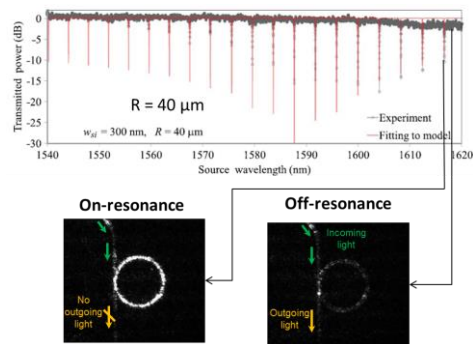 Transmitted power (dB)
5
0
-5
-10
-15
-20
-25
-30
R = 40 μm
w_si = 300 nm, R = 40 μm
Experiment
Fitting to model
1540 1550 1560 1570 1580 1590 1600 1610 1620
Source wavelength (nm)
On-resonance
Off-resonance
No
outgoing
light
Incoming
light
Outgoing
light